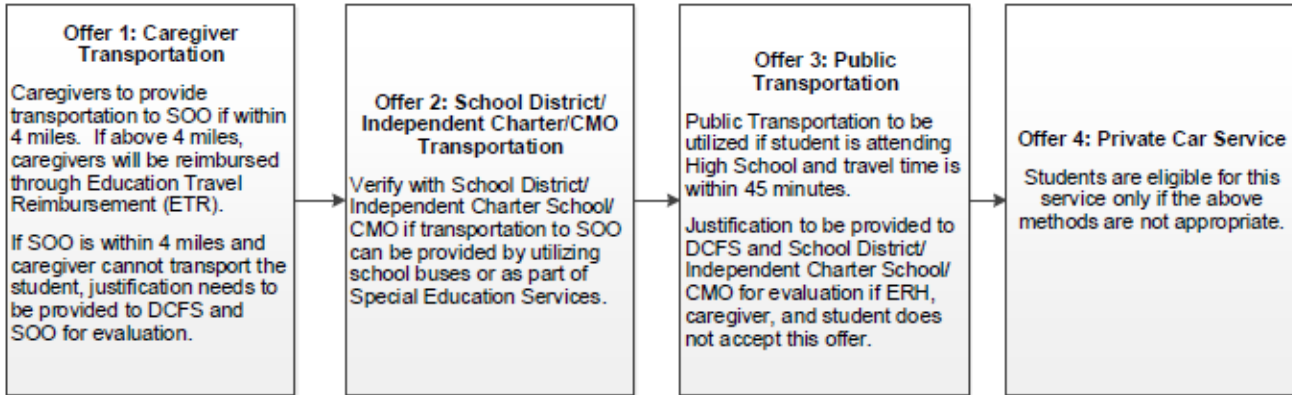 Offer 1: Caregiver
Transportation
Caregivers to provide
transportation to SOO if within
4 miles.  If above 4 miles,
caregivers will be reimbursed
through Education Travel
Reimbursement (ETR).
If SOO is within 4 miles and
caregiver cannot transport the
student, justification needs to
be provided to DCFS and
SOO for evaluation.
Offer 2: School District/
Independent Charter/CMO
Transportation
Verify with School District/
Independent Charter School/
CMO if transportation to SOO
can be provided by utilizing
school buses or as part of
Special Education Services.
Offer 3: Public
Transportation
Public Transportation to be
utilized if student is attending
High School and travel time is
within 45 minutes.
Justification to be provided to
DCFS and School District/
Independent Charter School/
CMO for evaluation if ERH,
caregiver, and student does
not accept this offer.
Offer 4: Private Car Service
Students are eligible for this
service only if the above
methods are not appropriate.